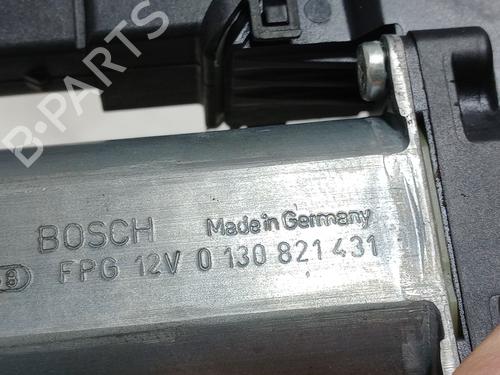 B-PARTS
BOSCH Made in Germany
FPG 12V 0 130 821 431